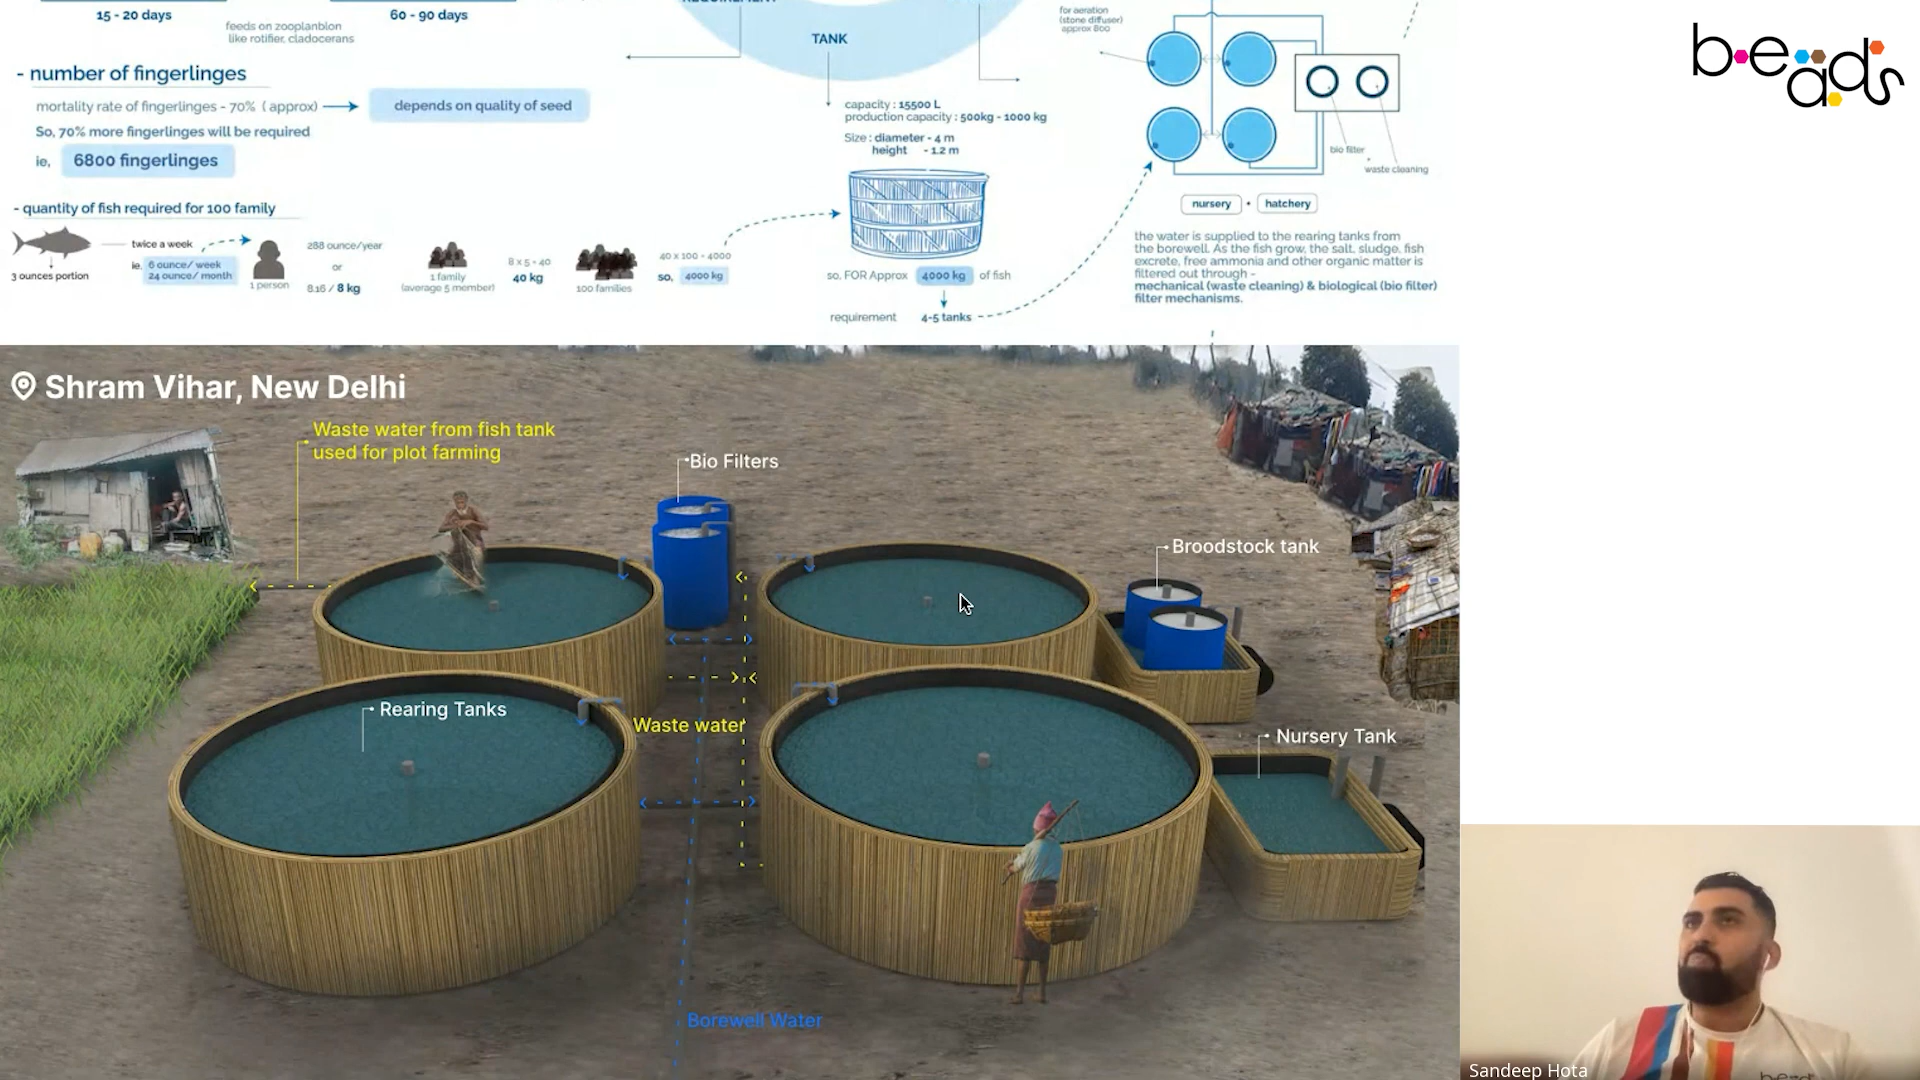 15 - 20 days
60 - 90 days
feeds on zooplanblon
like rotifier, cladocerans
- number of fingerlinges
mortality rate of fingerlinges - 70% ( approx)
depends on quality of seed
So, 70% more fingerlinges will be required
ie,
6800 fingerlinges
- quantity of fish required for 100 family
3 ounces portion
twice a week
ie. 6 ounce/ week
24 ounce/ month
1 person
288 ounce/year
or
8.16 / 8 kg
1 family
(average 5 member)
8 x 5 = 40
40 kg
100 families
40 x 100 = 4000
so, 4000 kg
TANK
capacity : 15500 L
production capacity : 500kg - 1000 kg
Size : diameter - 4 m
height - 1.2 m
so, FOR Approx 4000 kg of fish
requirement 4-5 tanks
for aeration
(stone diffuser)
approx 800
bio filter
waste cleaning
nursery • hatchery
the water is supplied to the rearing tanks from
the borewell. As the fish grow, the salt, sludge, fish
excrete, free ammonia and other organic matter is
filtered out through -
mechanical (waste cleaning) & biological (bio filter)
filter mechanisms.
beads
Shram Vihar, New Delhi
Waste water from fish tank
used for plot farming
Bio Filters
Broodstock tank
Rearing Tanks
Waste water
Nursery Tank
Borewell Water
Sandeep Hota